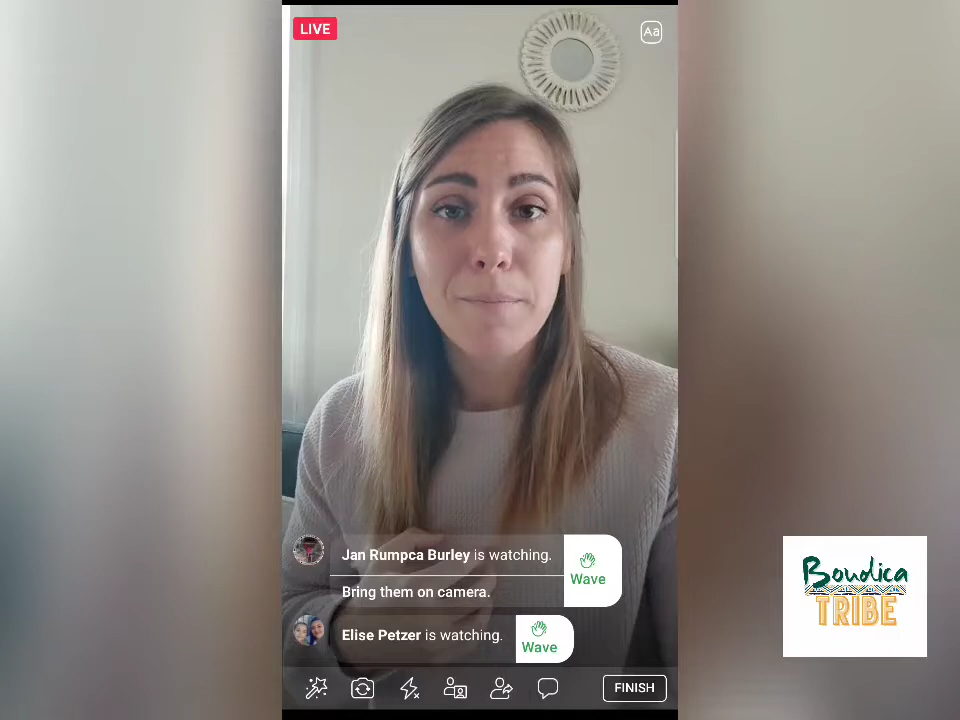 LIVE
Aa
Jan Rumpca Burley is watching.
Wave
Bring them on camera.
Elise Petzer is watching.
Wave
FINISH
Boudica
TRIBE